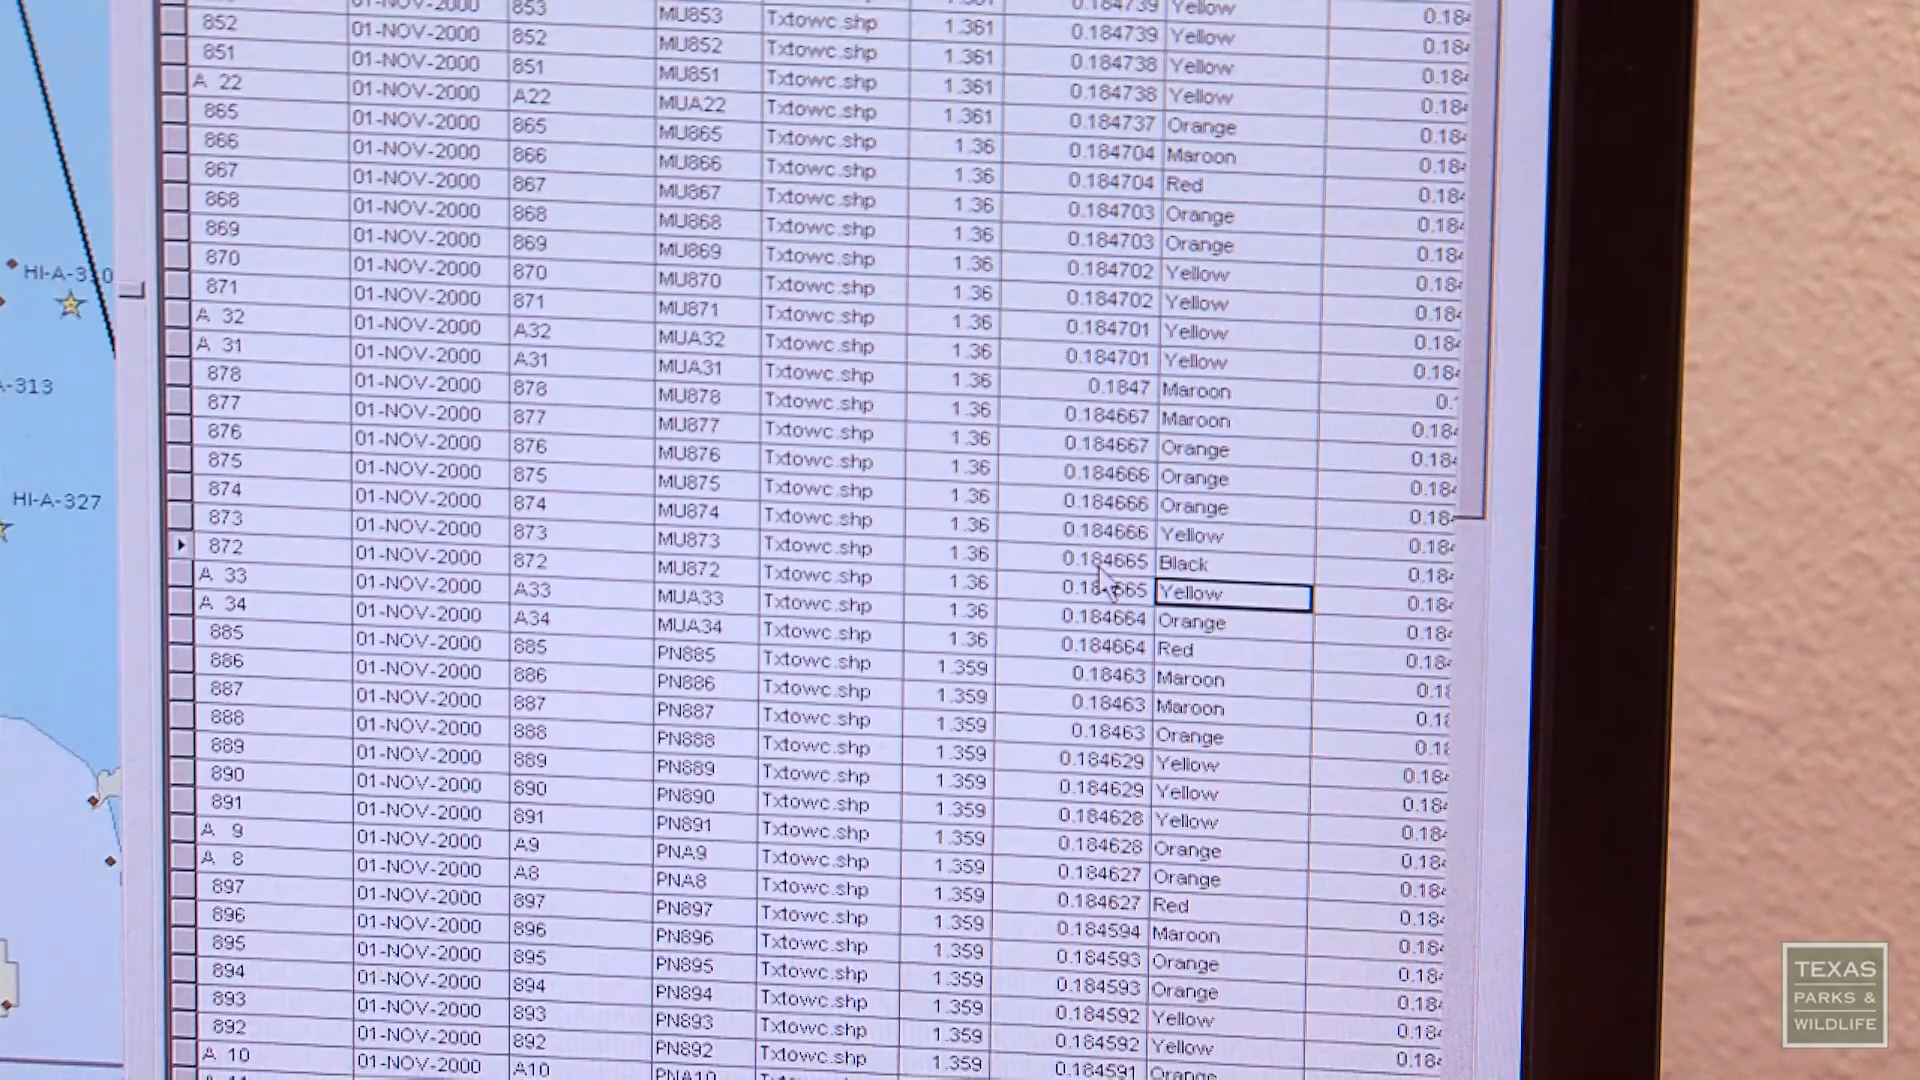 0.184739 Yellow 0.18
01-NOV-2000 853 MU853 Txtowc.shp 1.361 0.184739 Yellow 0.18
852 01-NOV-2000 852 MU852 Txtowc.shp 1.361 0.184738 Yellow 0.18
851 01-NOV-2000 851 MU851 Txtowc.shp 1.361 0.184738 Yellow 0.18
A 22 01-NOV-2000 A22 MUA22 Txtowc.shp 1.361 0.184737 Orange 0.18
865 01-NOV-2000 865 MU865 Txtowc.shp 1.36 0.184704 Maroon 0.18
866 01-NOV-2000 866 MU866 Txtowc.shp 1.36 0.184704 Red 0.18
867 01-NOV-2000 867 MU867 Txtowc.shp 1.36 0.184703 Orange 0.18
868 01-NOV-2000 868 MU868 Txtowc.shp 1.36 0.184703 Orange 0.18
869 01-NOV-2000 869 MU869 Txtowc.shp 1.36 0.184702 Yellow 0.18
870 01-NOV-2000 870 MU870 Txtowc.shp 1.36 0.184702 Yellow 0.18
871 01-NOV-2000 871 MU871 Txtowc.shp 1.36 0.184701 Yellow 0.18
A 32 01-NOV-2000 A32 MUA32 Txtowc.shp 1.36 0.184701 Yellow 0.18
A 31 01-NOV-2000 A31 MUA31 Txtowc.shp 1.36 0.1847 Maroon 0.
878 01-NOV-2000 878 MU878 Txtowc.shp 1.36 0.184667 Maroon 0.18
877 01-NOV-2000 877 MU877 Txtowc.shp 1.36 0.184667 Orange 0.18
876 01-NOV-2000 876 MU876 Txtowc.shp 1.36 0.184666 Orange 0.18
875 01-NOV-2000 875 MU875 Txtowc.shp 1.36 0.184666 Orange 0.18
874 01-NOV-2000 874 MU874 Txtowc.shp 1.36 0.184666 Yellow 0.18
873 01-NOV-2000 873 MU873 Txtowc.shp 1.36 0.184665 Black 0.18
872 01-NOV-2000 872 MU872 Txtowc.shp 1.36 0.184665 Yellow 0.18
A 33 01-NOV-2000 A33 MUA33 Txtowc.shp 1.36 0.184664 Orange 0.18
A 34 01-NOV-2000 A34 MUA34 Txtowc.shp 1.36 0.184664 Red 0.18
885 01-NOV-2000 885 PN885 Txtowc.shp 1.359 0.18463 Maroon 0.18
886 01-NOV-2000 886 PN886 Txtowc.shp 1.359 0.18463 Maroon 0.18
887 01-NOV-2000 887 PN887 Txtowc.shp 1.359 0.18463 Orange 0.18
888 01-NOV-2000 888 PN888 Txtowc.shp 1.359 0.184629 Yellow 0.18
889 01-NOV-2000 889 PN889 Txtowc.shp 1.359 0.184629 Yellow 0.18
890 01-NOV-2000 890 PN890 Txtowc.shp 1.359 0.184628 Yellow 0.18
891 01-NOV-2000 891 PN891 Txtowc.shp 1.359 0.184628 Orange 0.18
A 9 01-NOV-2000 A9 PNA9 Txtowc.shp 1.359 0.184627 Orange 0.18
A 8 01-NOV-2000 A8 PNA8 Txtowc.shp 1.359 0.184627 Red 0.18
897 01-NOV-2000 897 PN897 Txtowc.shp 1.359 0.184594 Maroon 0.18
896 01-NOV-2000 896 PN896 Txtowc.shp 1.359 0.184593 Orange 0.18
895 01-NOV-2000 895 PN895 Txtowc.shp 1.359 0.184593 Orange 0.18
894 01-NOV-2000 894 PN894 Txtowc.shp 1.359 0.184592 Yellow 0.18
893 01-NOV-2000 893 PN893 Txtowc.shp 1.359 0.184592 Yellow 0.18
892 01-NOV-2000 892 PN892 Txtowc.shp 1.359 0.184591 Orange
A 10 01-NOV-2000 A10 PNA10
HI-A-330
A-313
HI-A-327
TEXAS
PARKS &
WILDLIFE